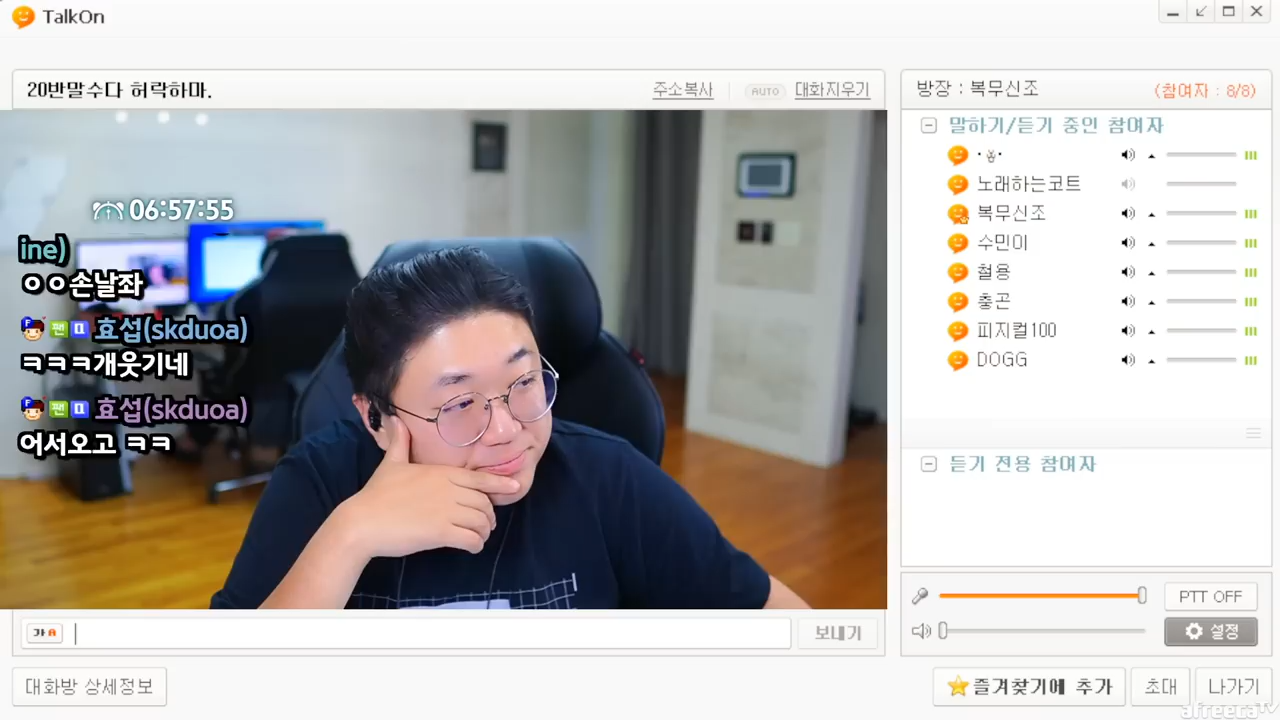 TalkOn
20반말수다 허락하마.
주소복사
AUTO
대화지우기
방장 : 복무신조
(참여자 : 8/8)
말하기/듣기 중인 참여자
노래하는코트
복무신조
수민이
철용
충곤
피지컬100
DOGG
듣기 전용 참여자
06:57:55
ine)
ㅇㅇ손날좌
팬 효섭(skduoa)
ㅋㅋㅋ개웃기네
팬 효섭(skduoa)
어서오고 ㅋㅋ
가A
보내기
PTT OFF
설정
대화방 상세정보
즐겨찾기에 추가
초대
나가기
afreecaTV